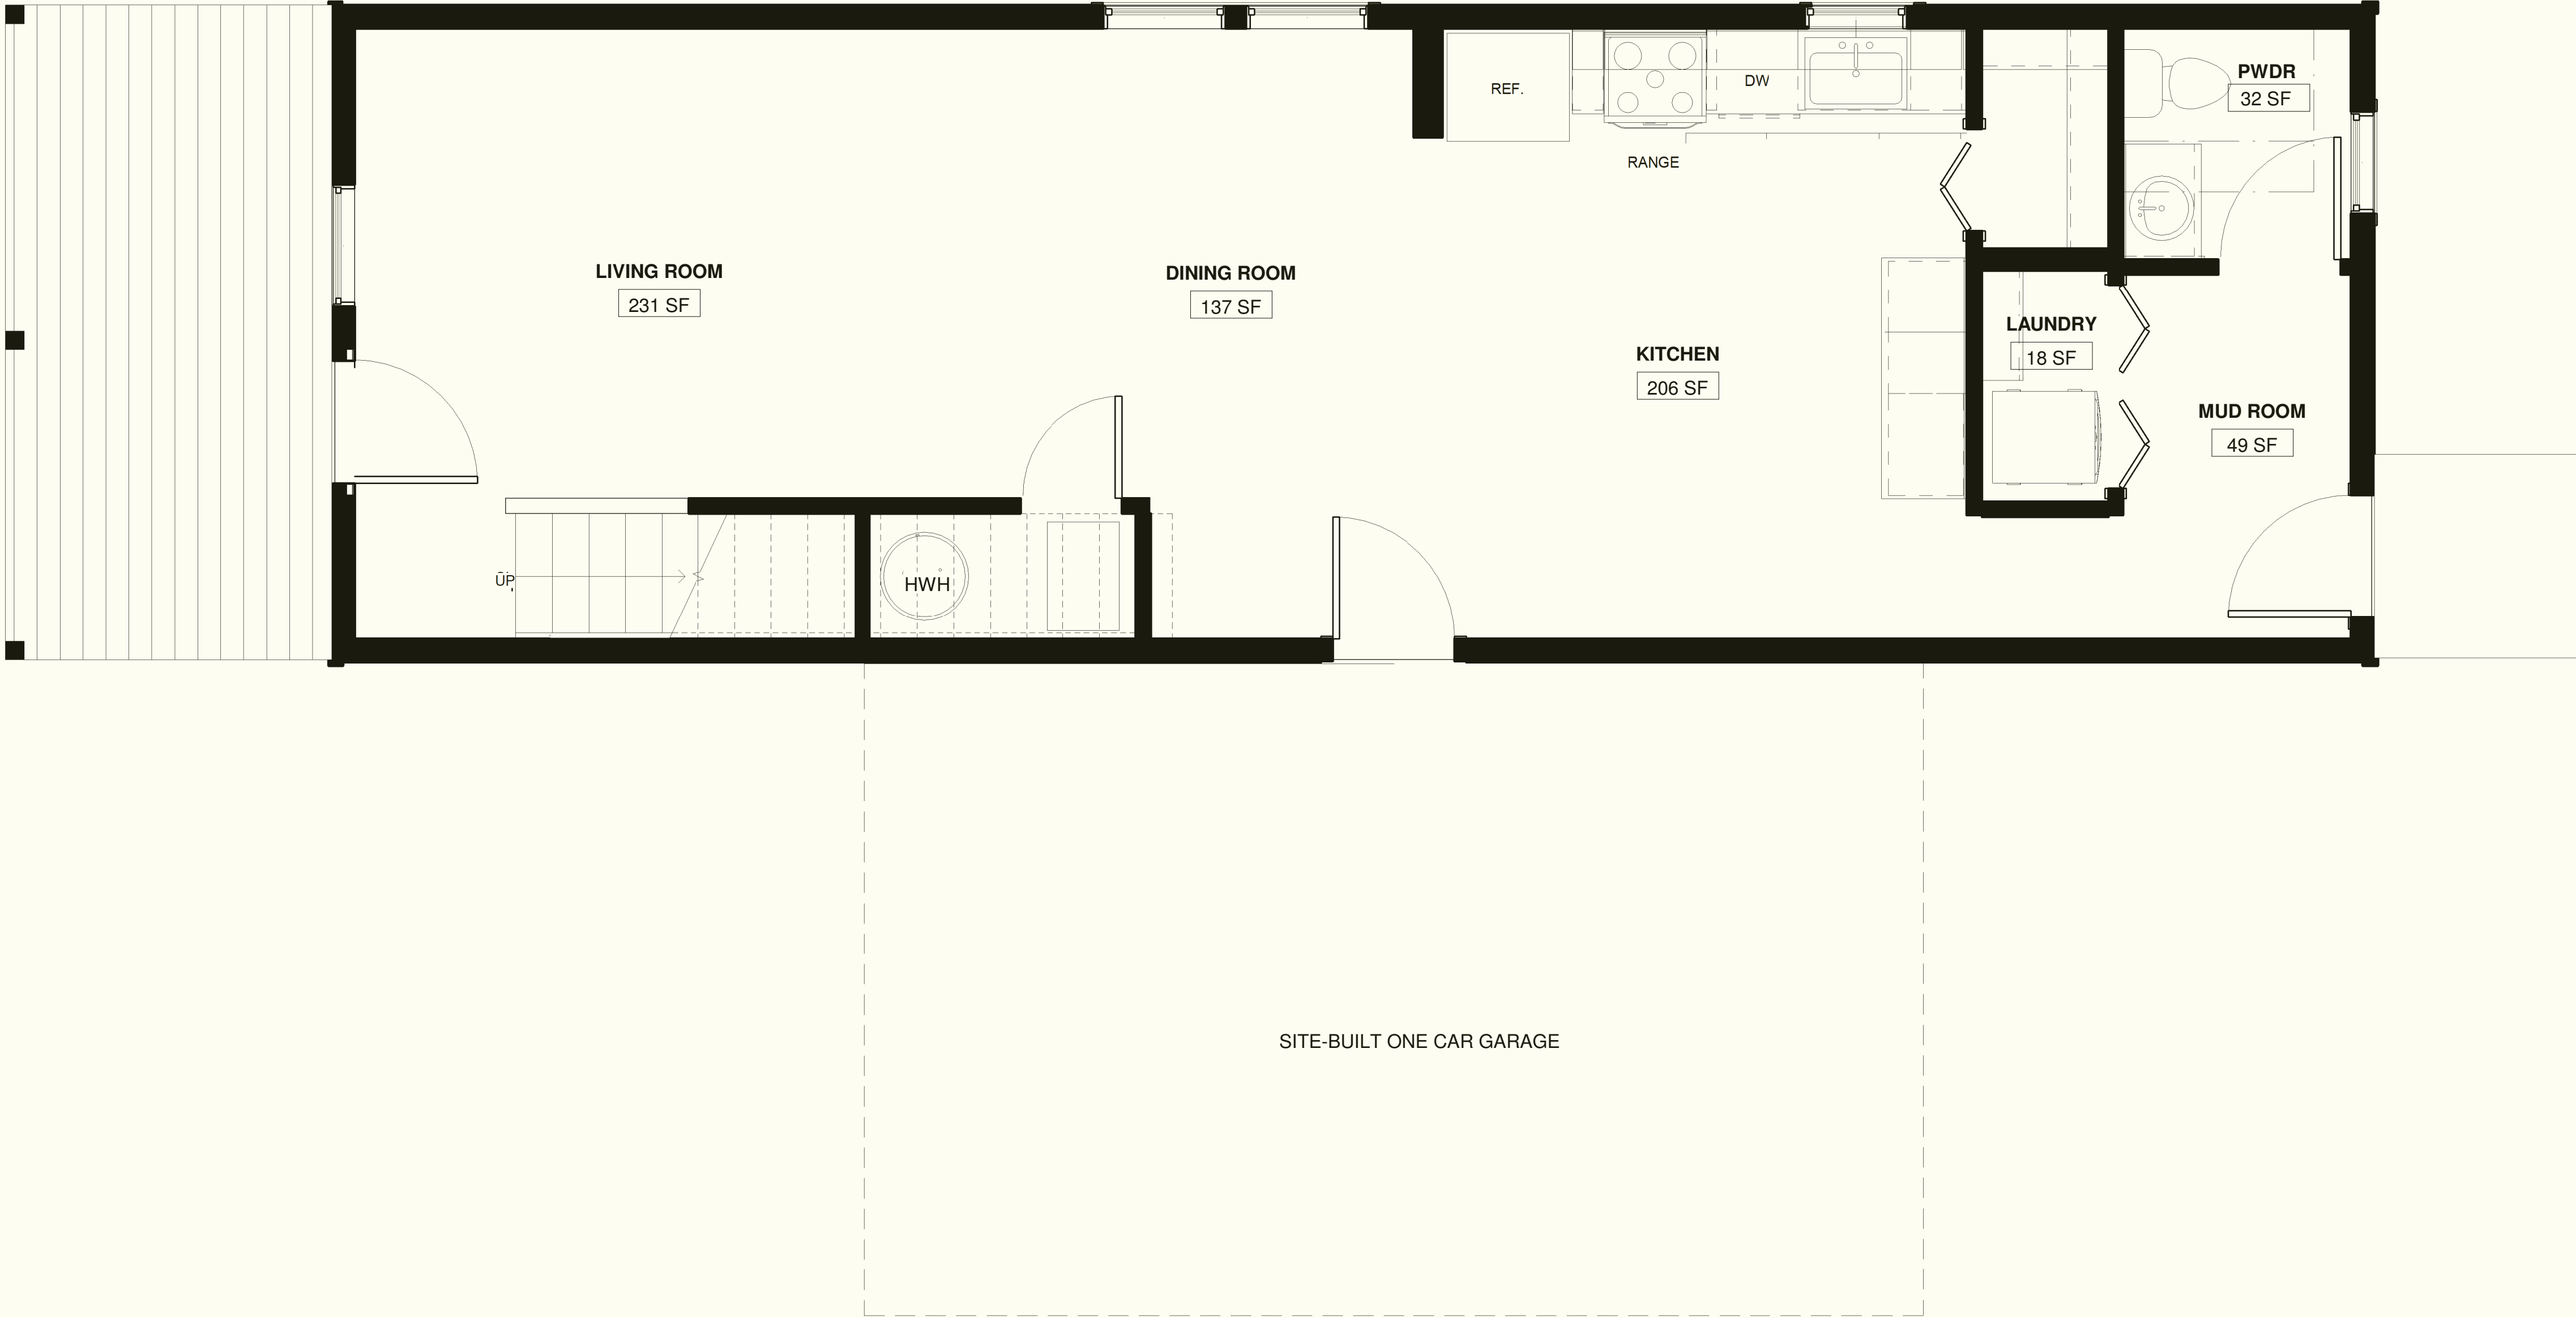 REF.
DW
RANGE
PWDR
32 SF
LIVING ROOM
231 SF
DINING ROOM
137 SF
KITCHEN
206 SF
LAUNDRY
18 SF
MUD ROOM
49 SF
UP
HWH
SITE-BUILT ONE CAR GARAGE